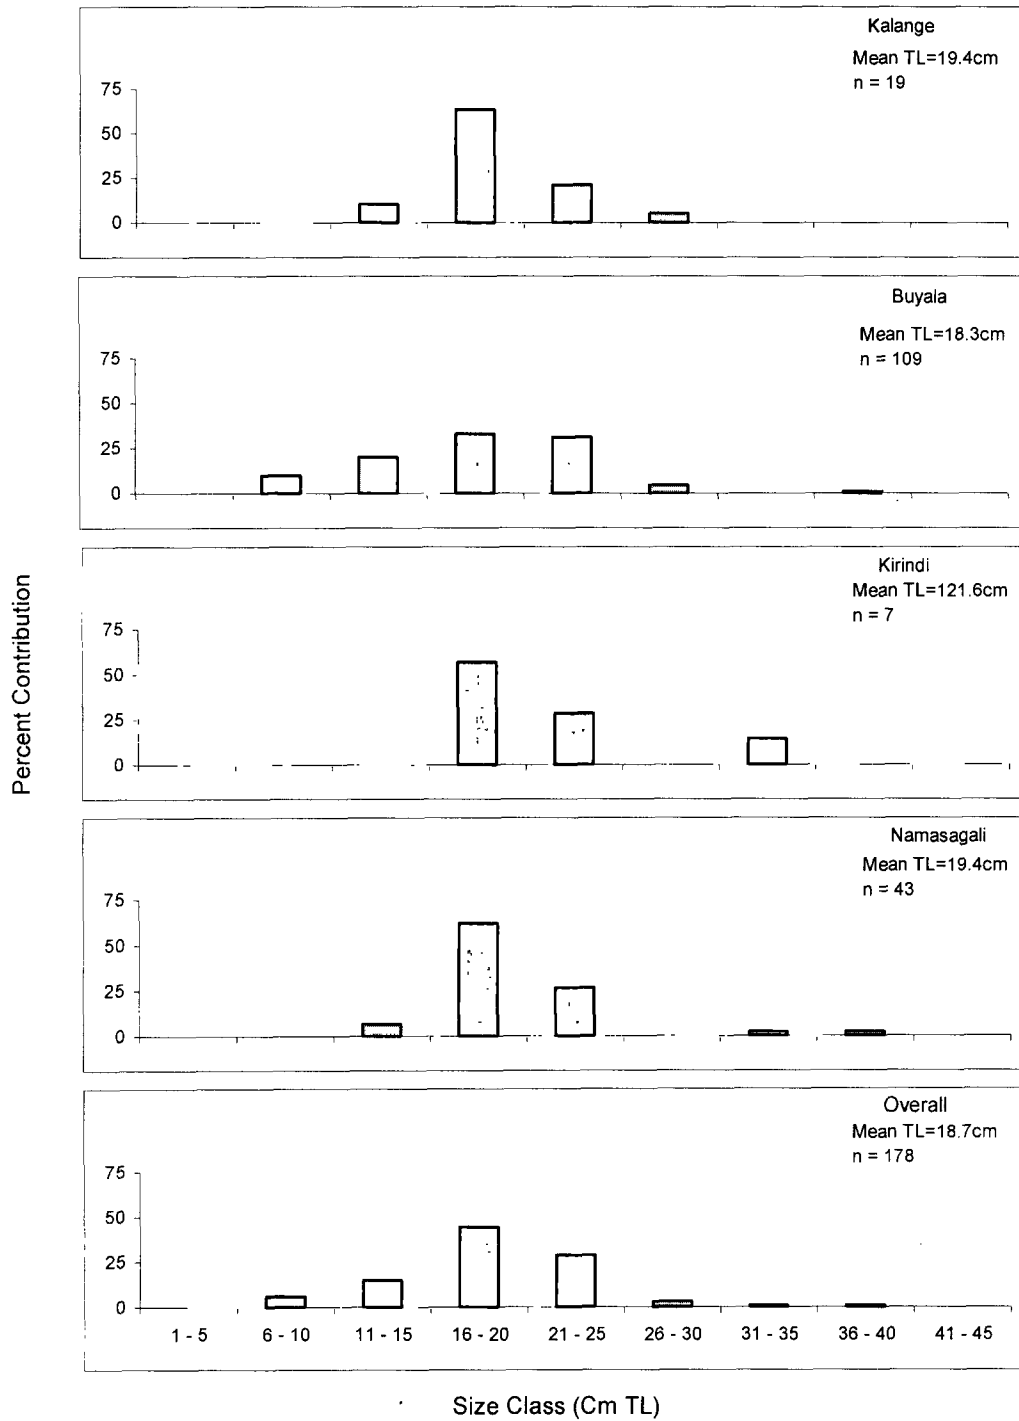 Kalange
Mean TL=19.4cm
n = 19
75
50
25
0
Buyala
Mean TL=18.3cm
n = 109
75
50
25
0
Percent Contribution
Kirindi
Mean TL=121.6cm
n = 7
75
50
25
0
Namasagali
Mean TL=19.4cm
n = 43
75
50
25
0
Overall
Mean TL=18.7cm
n = 178
75
50
25
0
1 - 5 6 - 10 11 - 15 16 - 20 21 - 25 26 - 30 31 - 35 36 - 40 41 - 45
Size Class (Cm TL)